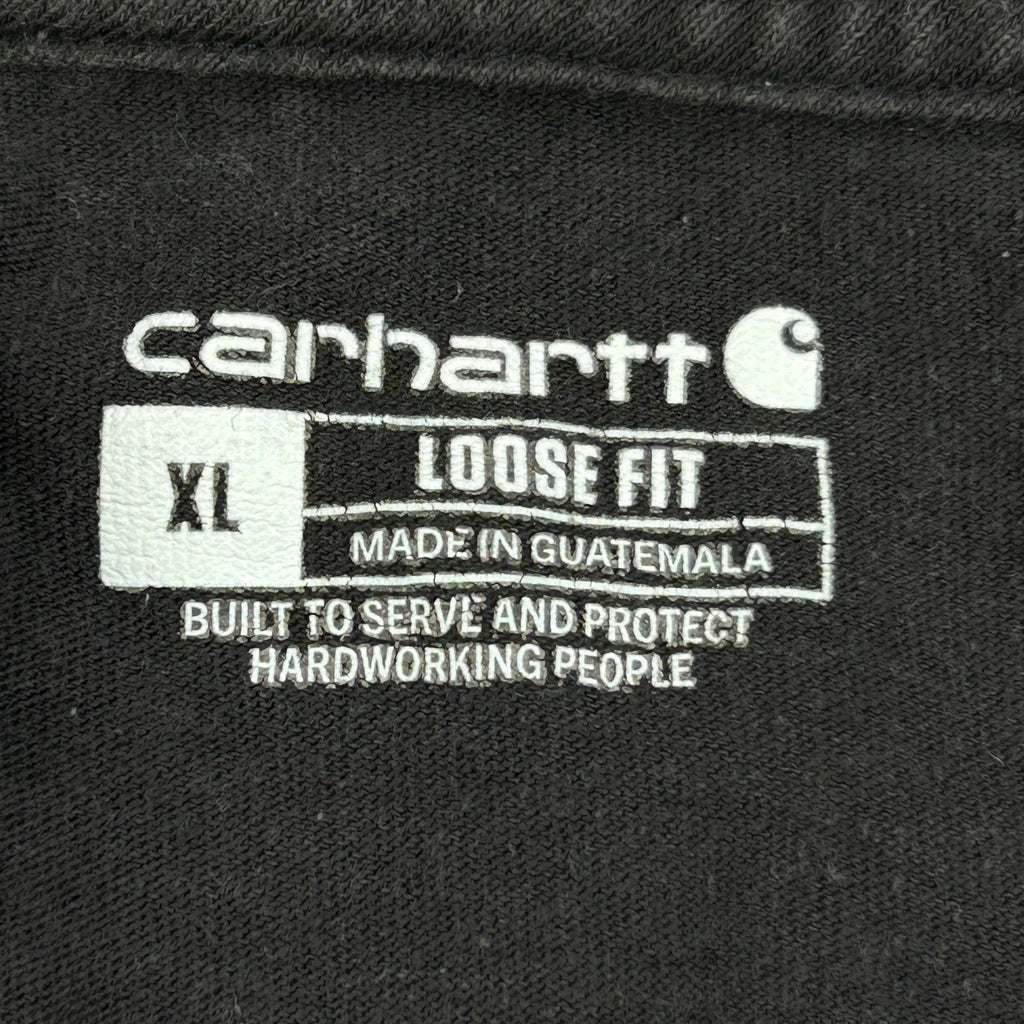 carhartt
XL
LOOSE FIT
MADE IN GUATEMALA
BUILT TO SERVE AND PROTECT
HARDWORKING PEOPLE